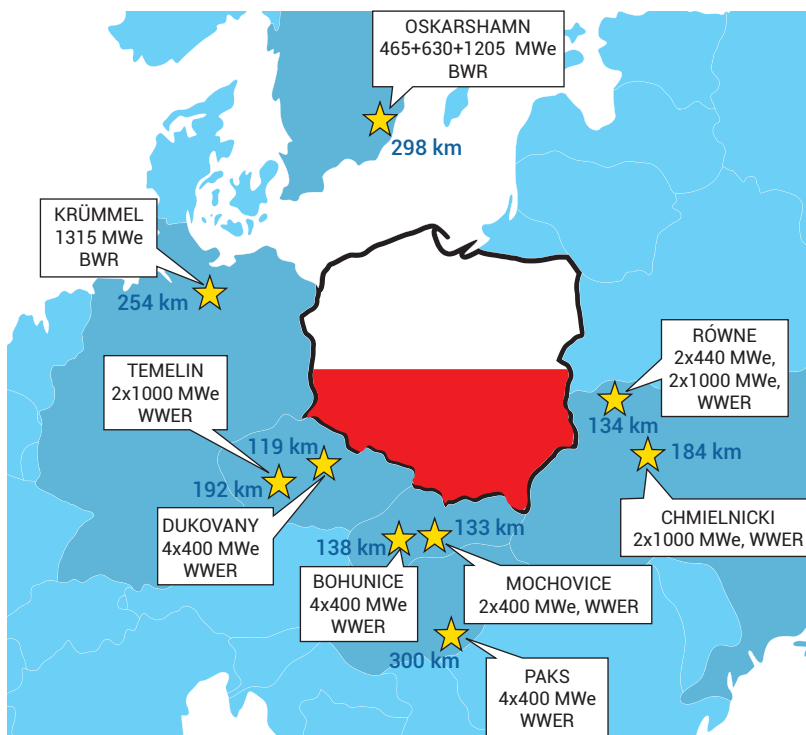 OSKARSHAMN
465+630+1205 MWe
BWR
298 km
KRÜMMEL
1315 MWe
BWR
254 km
TEMELIN
2x1000 MWe
WWER
192 km
119 km
DUKOVANY
4x400 MWe
WWER
RÓWNE
2x440 MWe,
2x1000 MWe,
WWER
134 km
184 km
CHMIELNICKI
2x1000 MWe, WWER
138 km
BOHUNICE
4x400 MWe
WWER
133 km
MOCHOVICE
2x400 MWe, WWER
300 km
PAKS
4x400 MWe
WWER